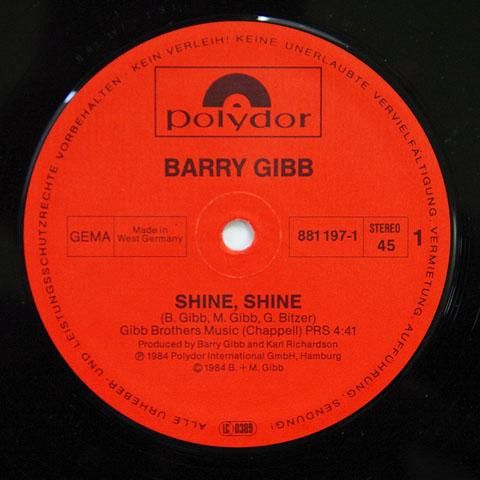 ALLE URHEBER- UND LEISTUNGSSCHUTZRECHTE VORBEHALTEN · KEIN VERLEIH! KEINE UNERLAUBTE VERVIELFÄLTIGUNG, VERMIETUNG, AUFFÜHRUNG, SENDUNG!
polydor
BARRY GIBB
GEMA
Made in
West Germany
881 197-1
STEREO
45
1
SHINE, SHINE
(B. Gibb, M. Gibb, G. Bitzer)
Gibb Brothers Music (Chappell) PRS 4:41
Produced by Barry Gibb and Karl Richardson
Ⓟ 1984 Polydor International GmbH, Hamburg
© 1984 B. + M. Gibb
LC 0309